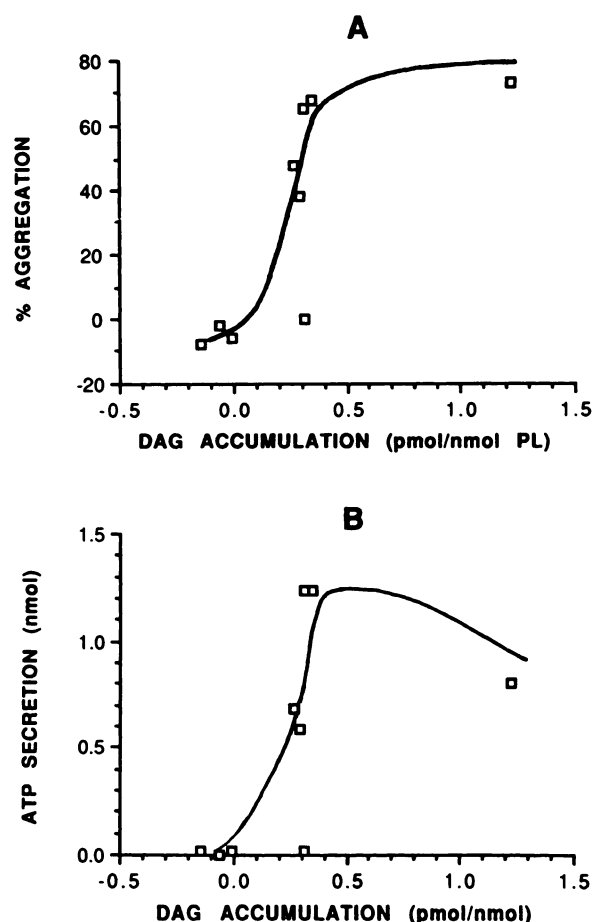 A
80
60
40
20
0
-20
% AGGREGATION
-0.5 0.0 0.5 1.0 1.5
DAG ACCUMULATION (pmol/nmol PL)
B
1.5
1.0
0.5
0.0
ATP SECRETION (nmol)
-0.5 0.0 0.5 1.0 1.5
DAG ACCUMULATION (pmol/nmol)